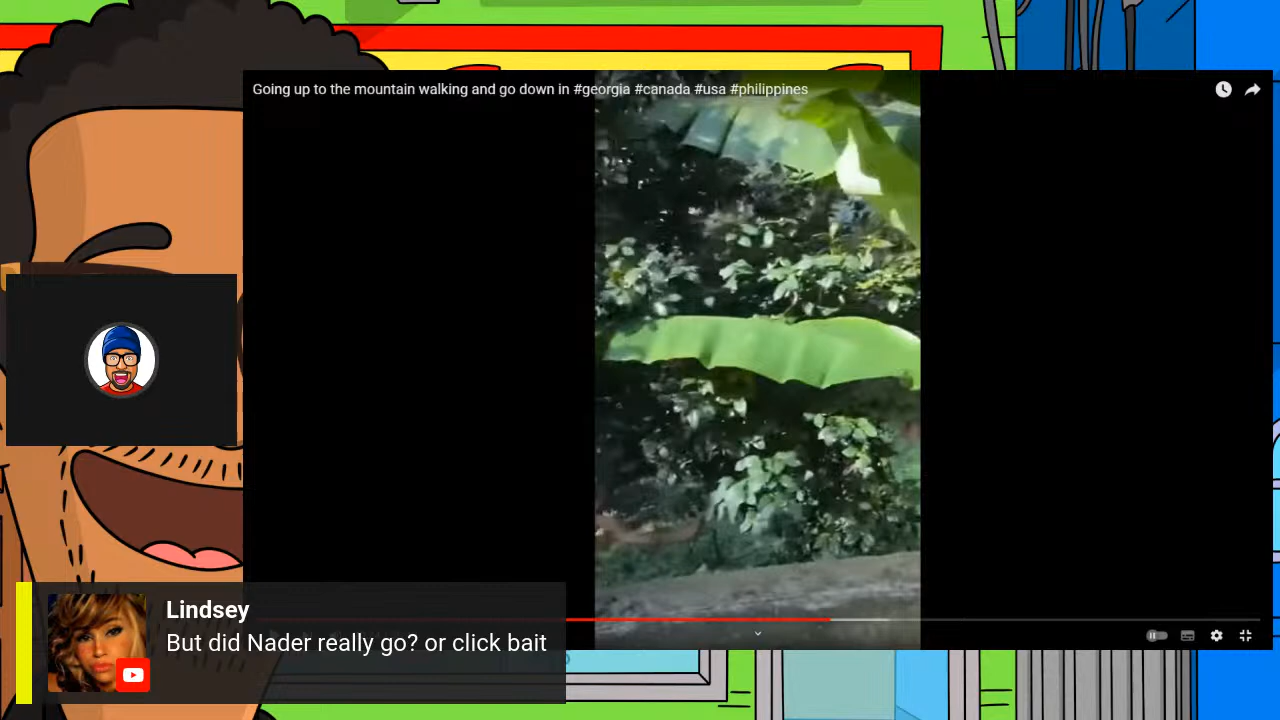 Going up to the mountain walking and go down in #georgia #canada #usa #philippines
Lindsey
But did Nader really go? or click bait